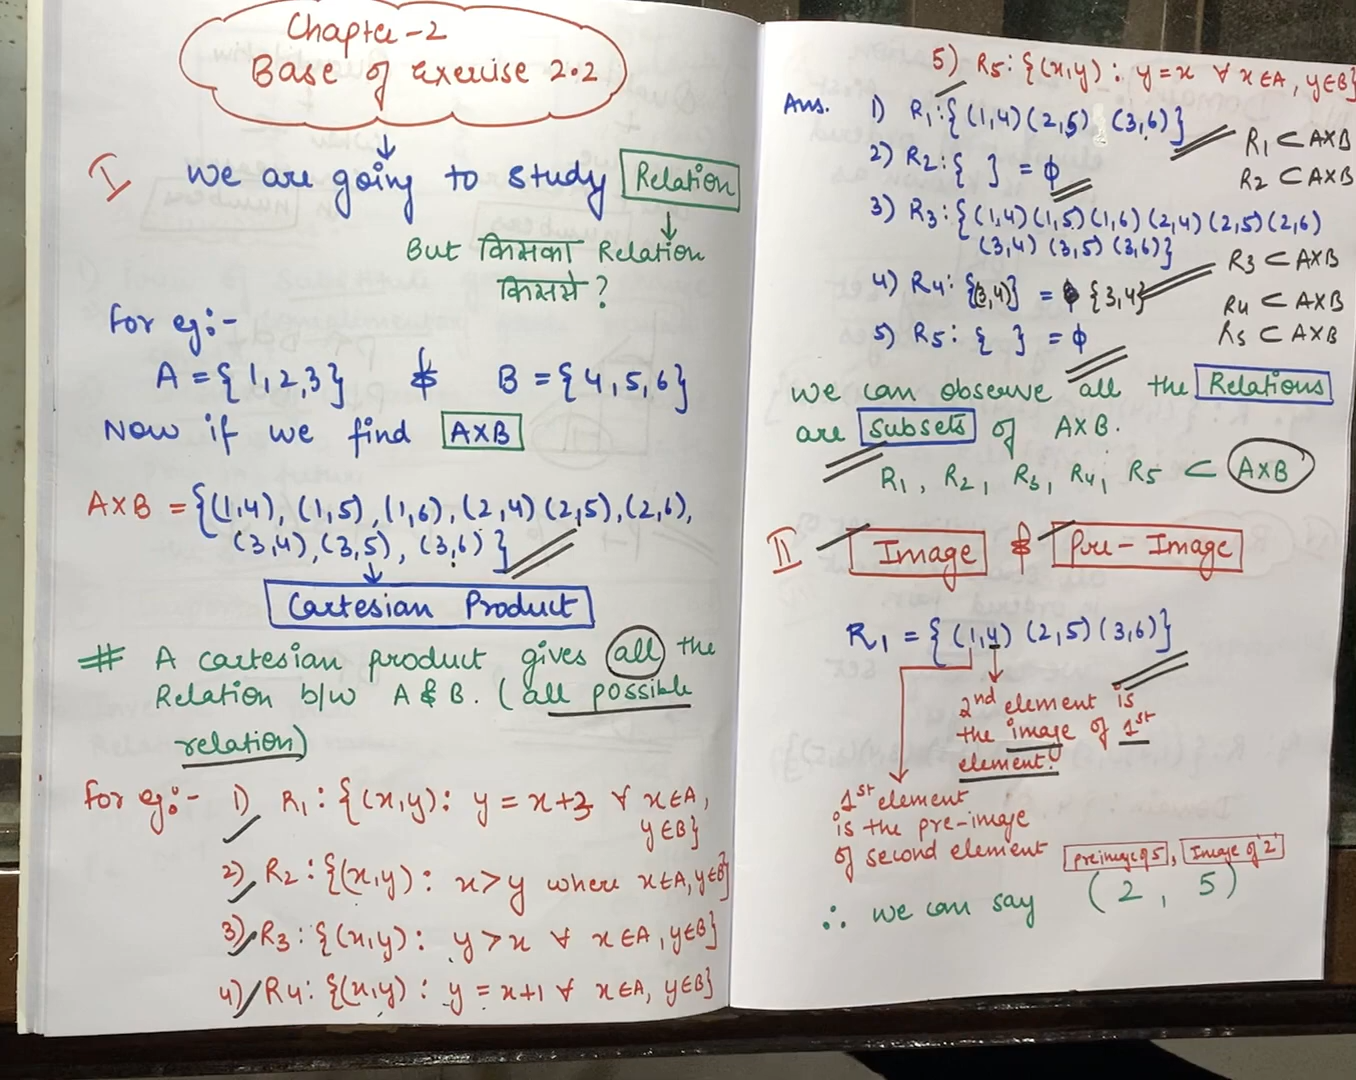 Chapter-2
Base of exercise 2.2
I we are going to study Relation
But किसका Relation
किससे ?
for eg:-
A = {1,2,3} & B = {4,5,6}
Now if we find A×B
A×B = {(1,4), (1,5), (1,6), (2,4) (2,5), (2,6),
(3,4), (3,5), (3,6)}
Cartesian Product
# A cartesian product gives all the
Relation b/w A & B. (all possible
relation)
for eg:- 1) R1 : {(x,y): y = x+3 ∀ x∈A,
y∈B}
2) R2 : {(x,y) : x>y where x∈A, y∈B}
3) R3: {(x,y): y>x ∀ x∈A, y∈B}
4) R4: {(x,y) : y = x+1 ∀ x∈A, y∈B}
5) R5: {(x,y) : y=x ∀ x∈A, y∈B}
Ans. 1) R1:{(1,4) (2,5) (3,6)}
R1 ⊂ A×B
2) R2:{ } = ϕ
R2 ⊂ A×B
3) R3:{(1,4) (1,5) (1,6) (2,4) (2,5) (2,6)
(3,4) (3,5) (3,6)}
R3 ⊂ A×B
4) R4: {(3,4)} = {3,4}
R4 ⊂ A×B
5) R5: { } = ϕ
R5 ⊂ A×B
we can observe all the Relations
are subsets of A×B.
R1, R2, R3, R4, R5 ⊂ A×B
II Image & Pre-Image
R1 = {(1,4) (2,5) (3,6)}
2nd element is
the image of 1st
element.
1st element
is the pre-image
of second element
preimage of 5, Image of '2'
∴ we can say (2, 5)